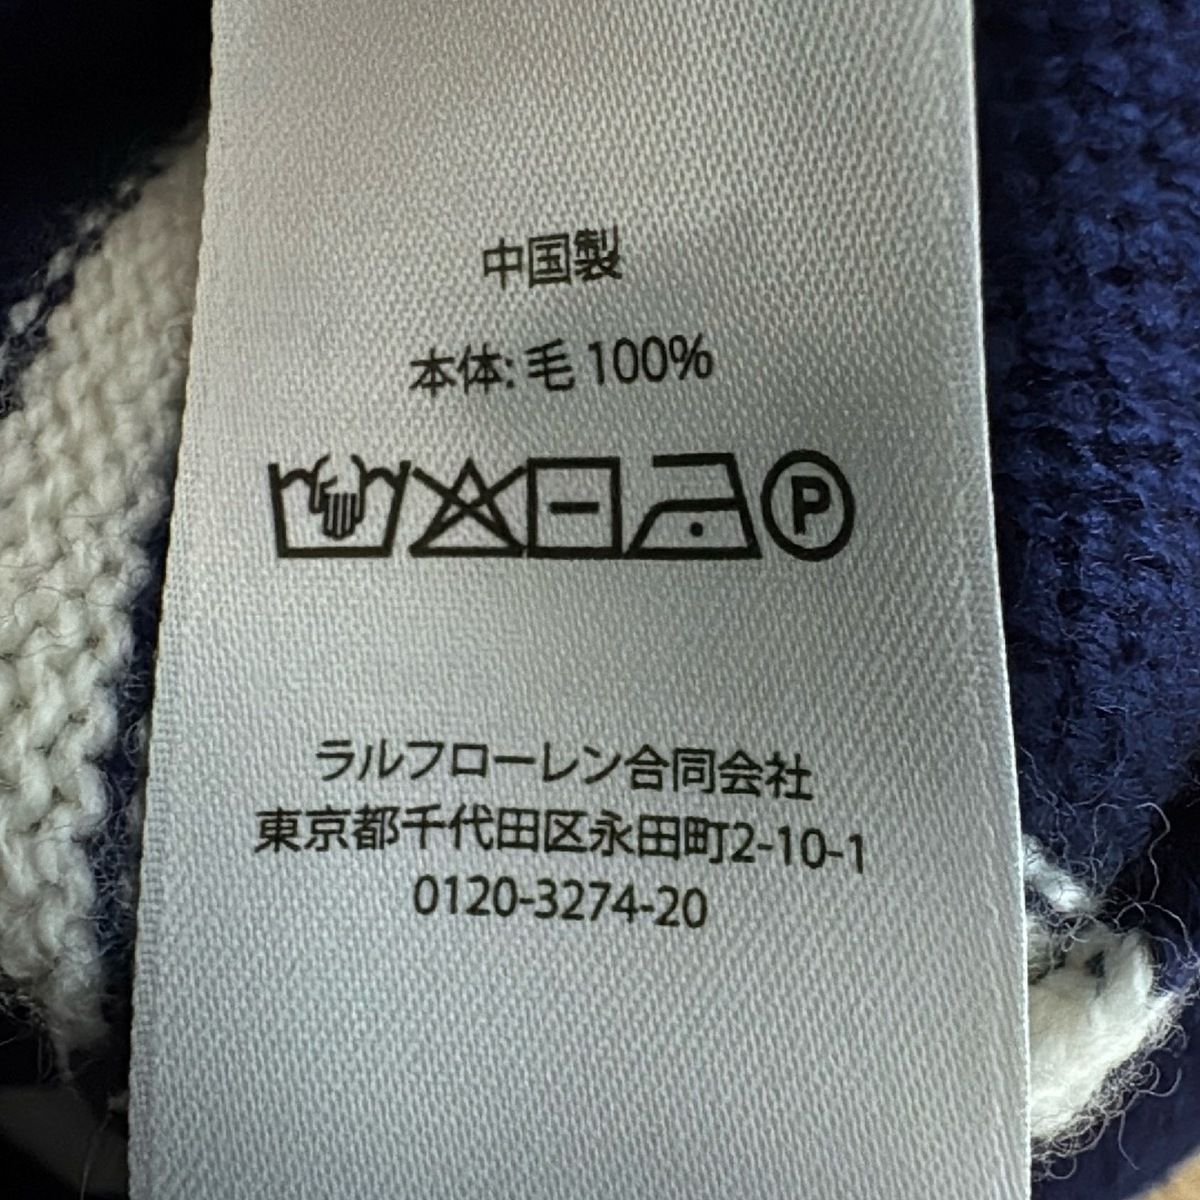 中国製
本体: 毛 100%
P
ラルフローレン合同会社
東京都千代田区永田町2-10-1
0120-3274-20